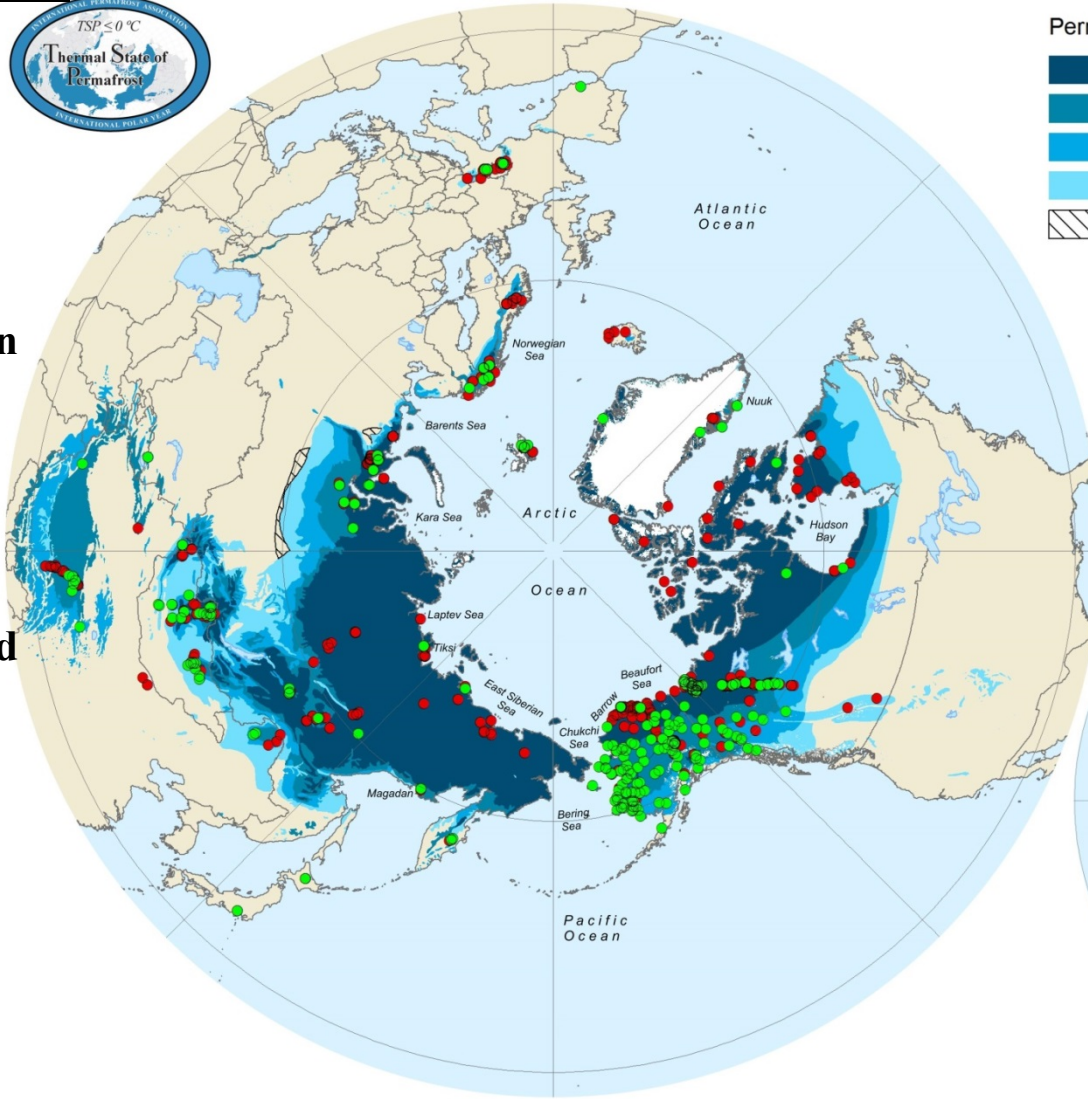 INTERNATIONAL PERMAFROST ASSOCIATION
TSP ≤ 0 ºC
Thermal State of
Permafrost
INTERNATIONAL POLAR YEAR
Perm
n
d
Atlantic
Ocean
Norwegian
Sea
Nuuk
Barents Sea
Kara Sea
Arctic
Ocean
Hudson
Bay
Laptev Sea
Tiksi
East Siberian
Sea
Beaufort
Sea
Barrow
Chukchi
Sea
Magadan
Bering
Sea
Pacific
Ocean